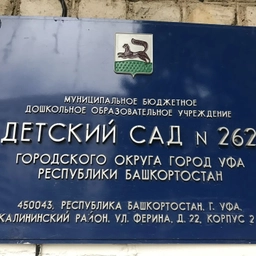 МУНИЦИПАЛЬНОЕ БЮДЖЕТНОЕ
ДОШКОЛЬНОЕ ОБРАЗОВАТЕЛЬНОЕ УЧРЕЖДЕНИЕ
ДЕТСКИЙ САД N 262
ГОРОДСКОГО ОКРУГА ГОРОД УФА
РЕСПУБЛИКИ БАШКОРТОСТАН
450043, РЕСПУБЛИКА БАШКОРТОСТАН, Г. УФА,
КАЛИНИНСКИЙ РАЙОН, УЛ. ФЕРИНА, Д.22, КОРПУС 2